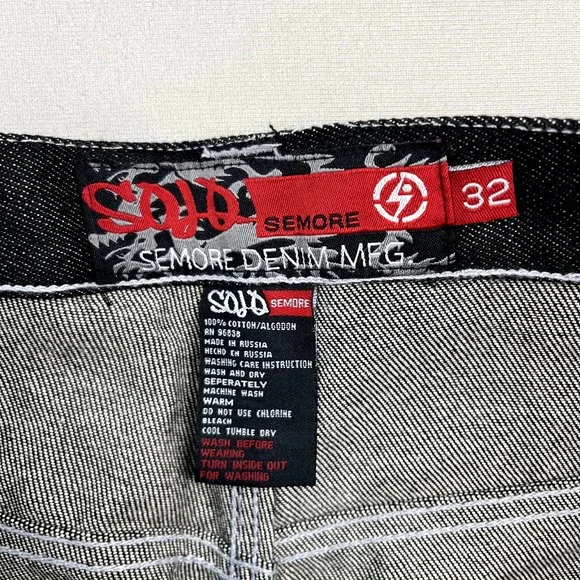 SOLO SEMORE 32
SEMORE DENIM MFG.
SOLO SEMORE
100% COTTON/ALGODON
RN 96838
MADE IN RUSSIA
HECHO EN RUSSIA
WASHING CARE INSTRUCTION
WASH AND DRY
SEPERATELY
MACHINE WASH
WARM
DO NOT USE CHLORINE
BLEACH
COOL TUMBLE DRY
WASH BEFORE
WEARING
TURN INSIDE OUT
FOR WASHING